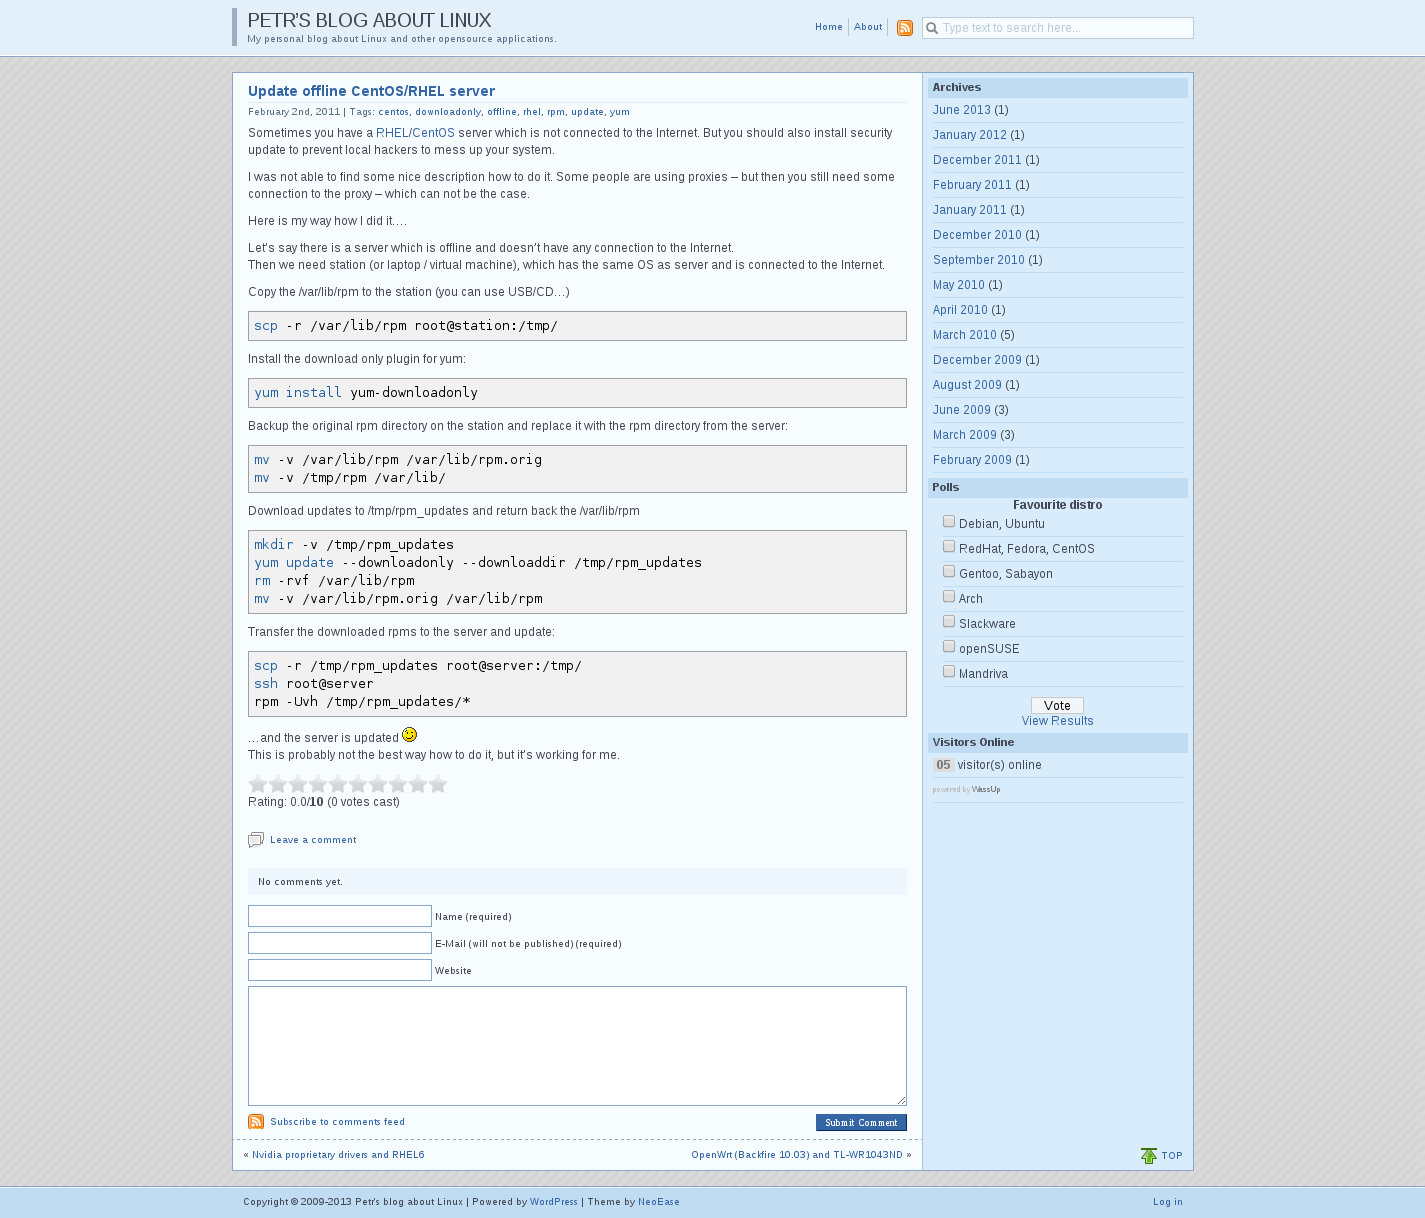 PETR'S BLOG ABOUT LINUX
My personal blog about Linux and other opensource applications.
Home
About
Type text to search here...
Update offline CentOS/RHEL server
February 2nd, 2011 | Tags: centos, downloadonly, offline, rhel, rpm, update, yum
Sometimes you have a RHEL/CentOS server which is not connected to the Internet. But you should also install security
update to prevent local hackers to mess up your system.
I was not able to find some nice description how to do it. Some people are using proxies – but then you still need some
connection to the proxy – which can not be the case.
Here is my way how I did it….
Let's say there is a server which is offline and doesn't have any connection to the Internet.
Then we need station (or laptop / virtual machine), which has the same OS as server and is connected to the Internet.
Copy the /var/lib/rpm to the station (you can use USB/CD…)
scp -r /var/lib/rpm root@station:/tmp/
Install the download only plugin for yum:
yum install yum-downloadonly
Backup the original rpm directory on the station and replace it with the rpm directory from the server:
mv -v /var/lib/rpm /var/lib/rpm.orig
mv -v /tmp/rpm /var/lib/
Download updates to /tmp/rpm_updates and return back the /var/lib/rpm
mkdir -v /tmp/rpm_updates
yum update --downloadonly --downloaddir /tmp/rpm_updates
rm -rvf /var/lib/rpm
mv -v /var/lib/rpm.orig /var/lib/rpm
Transfer the downloaded rpms to the server and update:
scp -r /tmp/rpm_updates root@server:/tmp/
ssh root@server
rpm -Uvh /tmp/rpm_updates/*
…and the server is updated
This is probably not the best way how to do it, but it's working for me.
Rating: 0.0/10 (0 votes cast)
Leave a comment
No comments yet.
Name (required)
E-Mail (will not be published) (required)
Website
Subscribe to comments feed
Submit Comment
« Nvidia proprietary drivers and RHEL6
OpenWrt (Backfire 10.03) and TL-WR1043ND »
Archives
June 2013 (1)
January 2012 (1)
December 2011 (1)
February 2011 (1)
January 2011 (1)
December 2010 (1)
September 2010 (1)
May 2010 (1)
April 2010 (1)
March 2010 (5)
December 2009 (1)
August 2009 (1)
June 2009 (3)
March 2009 (3)
February 2009 (1)
Polls
Favourite distro
Debian, Ubuntu
RedHat, Fedora, CentOS
Gentoo, Sabayon
Arch
Slackware
openSUSE
Mandriva
Vote
View Results
Visitors Online
05 visitor(s) online
powered by WassUp
TOP
Copyright © 2009-2013 Petr's blog about Linux | Powered by WordPress | Theme by NeoEase
Log in